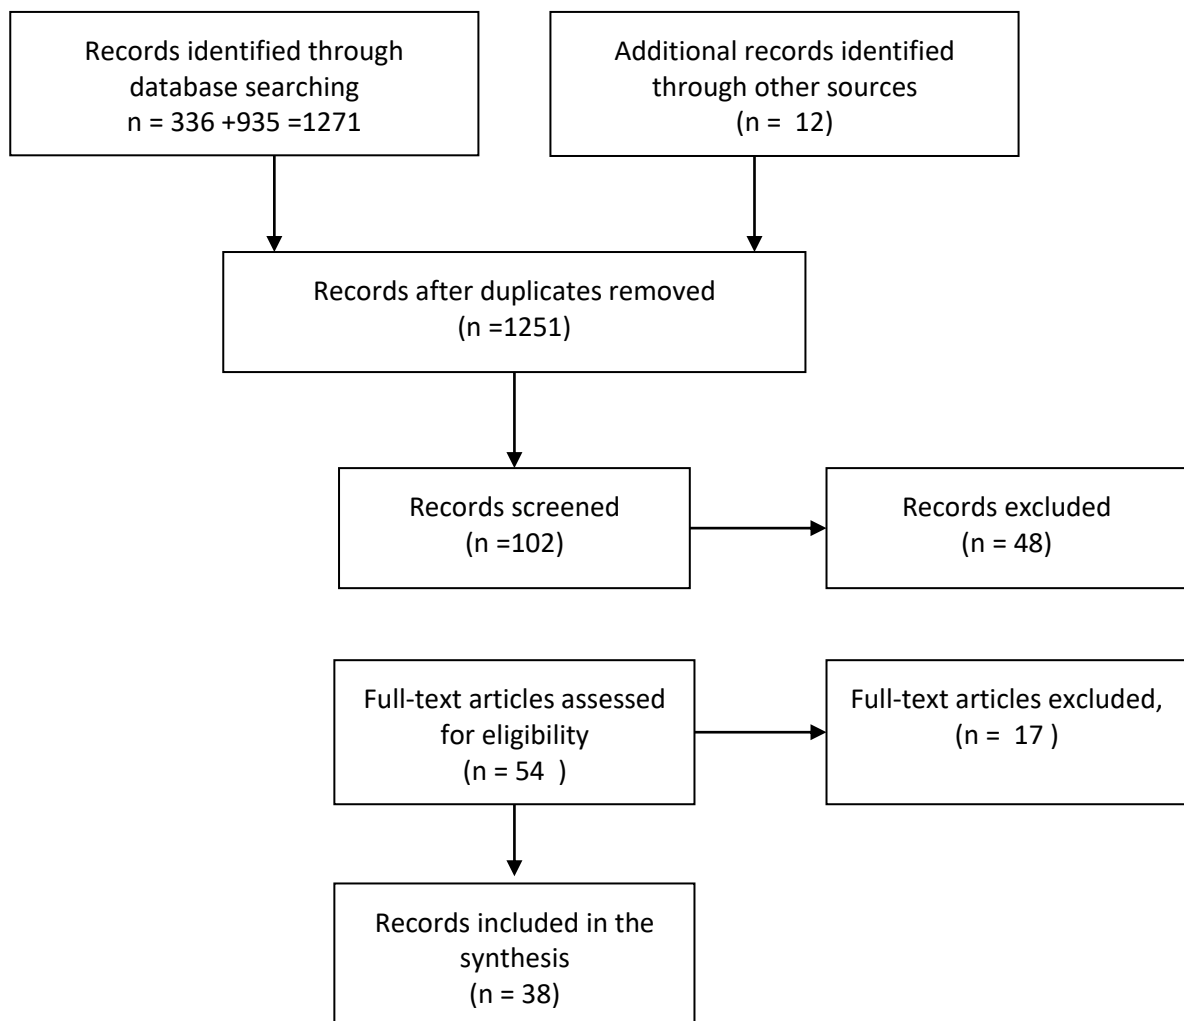 Records identified through
database searching
n = 336 +935 =1271
Additional records identified
through other sources
(n =  12)
Records after duplicates removed
(n =1251)
Records screened
(n =102)
Records excluded
(n = 48)
Full-text articles assessed
for eligibility
(n = 54  )
Full-text articles excluded,
(n =  17 )
Records included in the
synthesis
(n = 38)